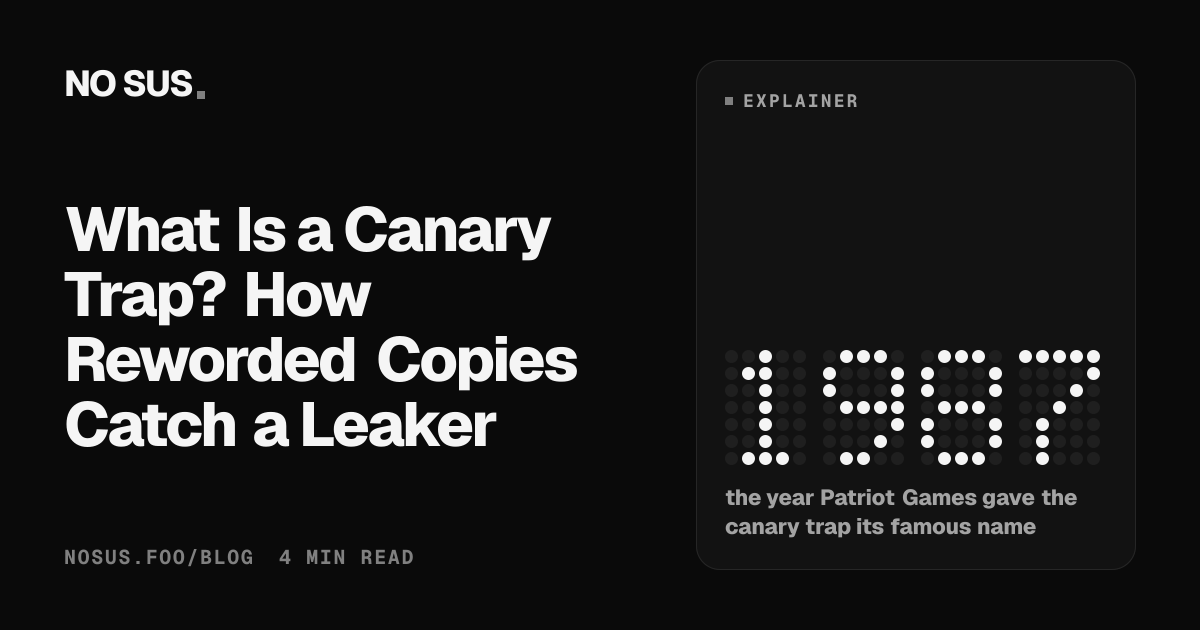 NO SUS.
What Is a Canary
Trap? How
Reworded Copies
Catch a Leaker
NOSUS.FOO/BLOG 4 MIN READ
EXPLAINER
1987
the year Patriot Games gave the
canary trap its famous name